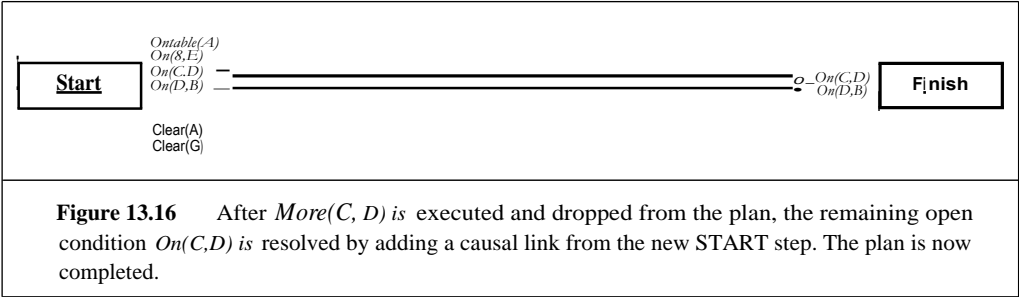 Ontable(A)
On(8,E)
On(C.D)
On(D,B)
Start
Clear(A)
Clear(G)
On(C,D)
On(D,B)
Finish
Figure 13.16 After More(C, D) is executed and dropped from the plan, the remaining open
condition On(C,D) is resolved by adding a causal link from the new START step. The plan is now
completed.